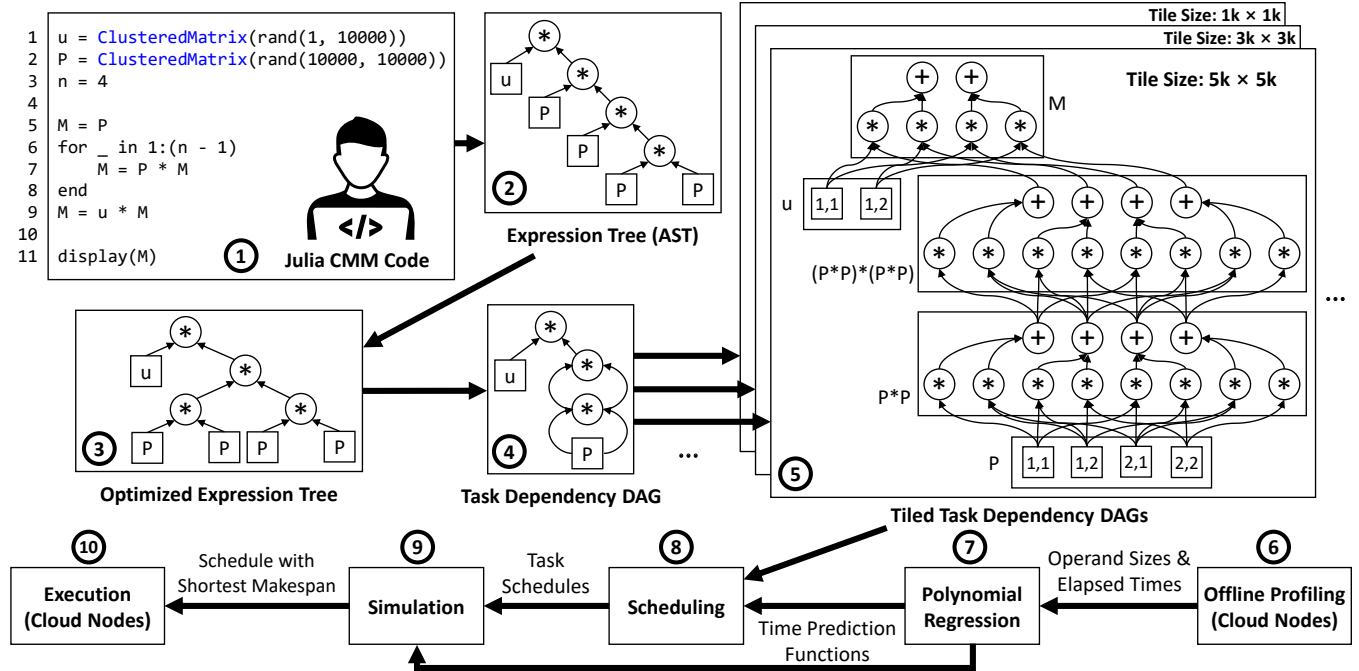 1 u = ClusteredMatrix(rand(1, 10000))
2 P = ClusteredMatrix(rand(10000, 10000))
3 n = 4
4
5 M = P
6 for _ in 1:(n - 1)
7 M = P * M
8 end
9 M = u * M
10
11 display(M)
</>
1 Julia CMM Code
*
u *
P *
P *
P P
2
Expression Tree (AST)
*
u *
* *
P P P P
3
Optimized Expression Tree
*
u *
*
P
4
...
Task Dependency DAG
Tile Size: 1k × 1k
Tile Size: 3k × 3k
Tile Size: 5k × 5k
+ +
M
* * * *
u 1,1 1,2
+ + + +
* * * * * * * *
(P*P)*(P*P)
...
+ + + +
* * * * * * * *
P*P
P 1,1 1,2 2,1 2,2
5
Tiled Task Dependency DAGs
10
Execution
(Cloud Nodes)
Schedule with
Shortest Makespan
9
Simulation
Task
Schedules
8
Scheduling
Time Prediction
Functions
7
Polynomial
Regression
Operand Sizes &
Elapsed Times
6
Offline Profiling
(Cloud Nodes)